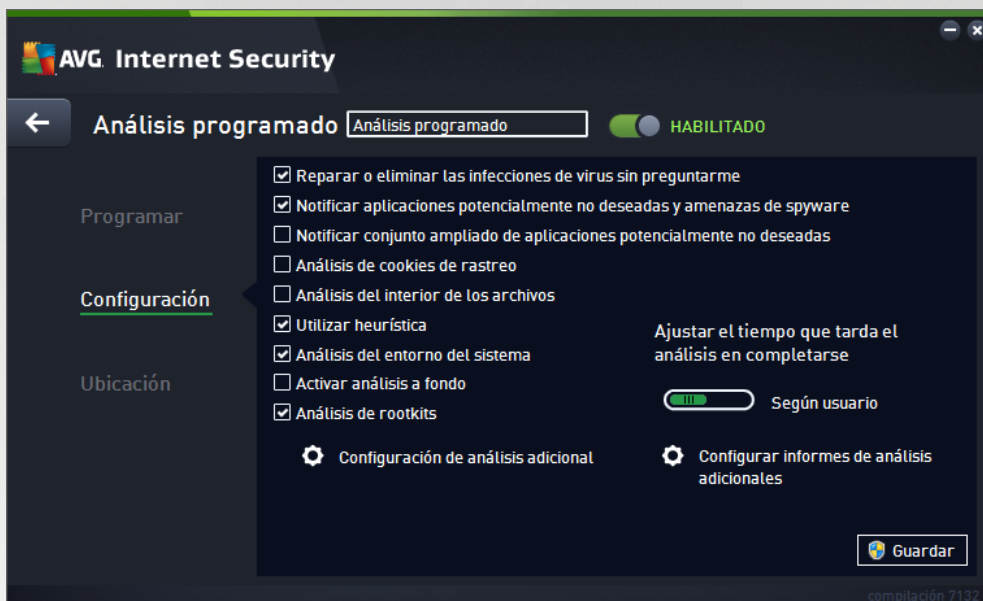 AVG. Internet Security
Análisis programado
Análisis programado
HABILITADO
Programar
Configuración
Ubicación
Reparar o eliminar las infecciones de virus sin preguntarme
Notificar aplicaciones potencialmente no deseadas y amenazas de spyware
Notificar conjunto ampliado de aplicaciones potencialmente no deseadas
Análisis de cookies de rastreo
Análisis del interior de los archivos
Utilizar heurística
Análisis del entorno del sistema
Activar análisis a fondo
Análisis de rootkits
Ajustar el tiempo que tarda el
análisis en completarse
Según usuario
Configuración de análisis adicional
Configurar informes de análisis
adicionales
Guardar
compilación 7132